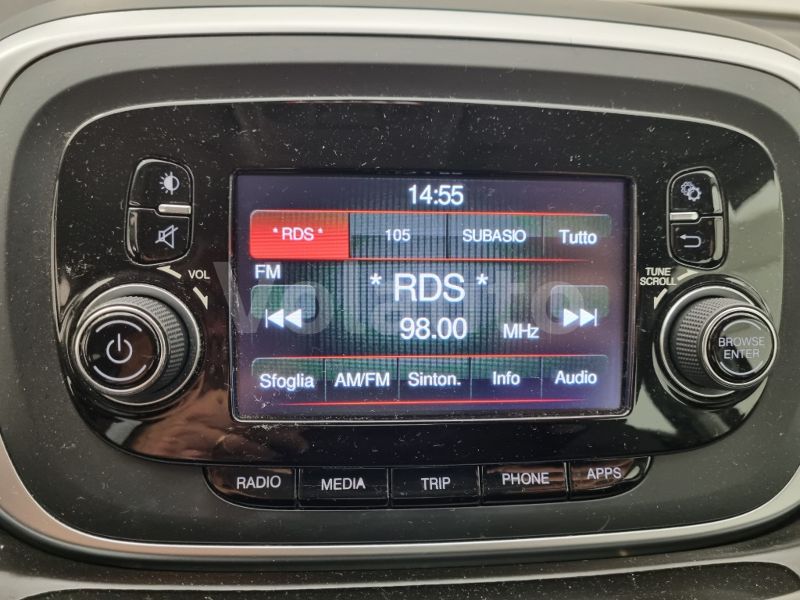 14:55
* RDS * 105 SUBASIO Tutto
FM
* RDS *
98.00 MHz
Sfoglia AM/FM Sinton. Info Audio
VOL
TUNE
SCROLL
BROWSE
ENTER
RADIO MEDIA TRIP PHONE APPS